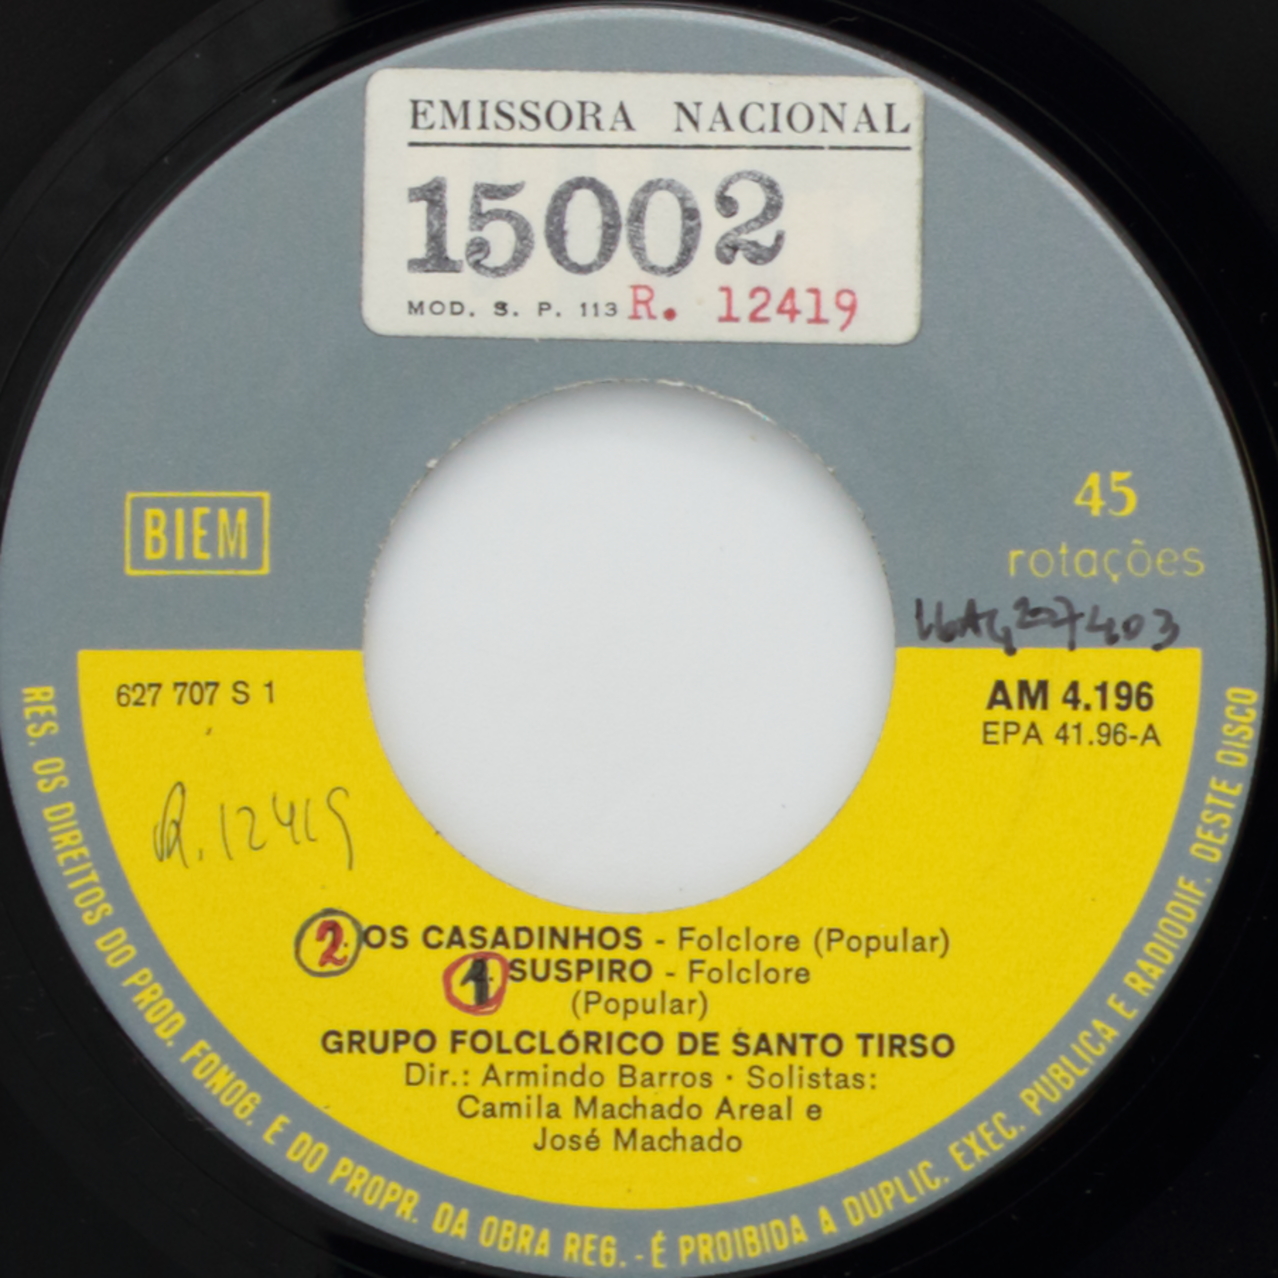 EMISSORA NACIONAL
15002
MOD. S. P. 113 R. 12419
BIEM
45
rotações
627 707 S 1
AM 4.196
EPA 41.96-A
R. 12419
2 OS CASADINHOS - Folclore (Popular)
1 SUSPIRO - Folclore
(Popular)
GRUPO FOLCLÓRICO DE SANTO TIRSO
Dir.: Armindo Barros · Solistas:
Camila Machado Areal e
José Machado
RES. OS DIREITOS DO PROD. FONOG. E DO PROPR. DA OBRA REG. - É PROIBIDA A DUPLIC. EXEC. PUBLICA E RADIODIF. DESTE DISCO